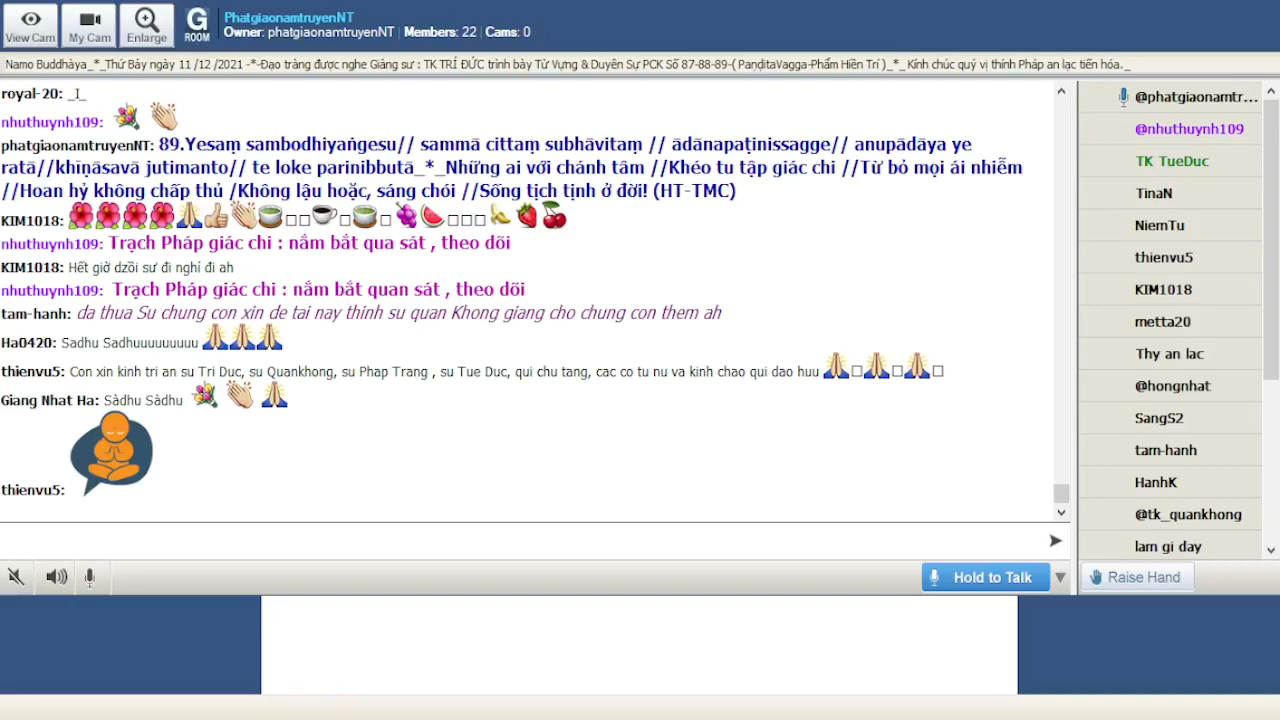 View Cam
My Cam
Enlarge
G
ROOM
PhatgiaonamtruyenNT
Owner: phatgiaonamtruyenNT | Members: 22 | Cams: 0
Namo Buddhàya_*_Thứ Bảy ngày 11 /12 /2021 -*-Đạo tràng được nghe Giảng sư : TK TRÍ ĐỨC trình bày Từ Vựng & Duyên Sự PCK Số 87-88-89-( PaṇḍitaVagga-Phẩm Hiền Trí )_*_ Kính chúc quý vị thính Pháp an lạc tiến hóa._
royal-20: _I_
nhuthuynh109:
phatgiaonamtruyenNT: 89.Yesaṃ sambodhiyaṅgesu// sammā cittaṃ subhāvitaṃ // ādānapaṭinissagge// anupādāya ye
ratā//khīṇāsavā jutimanto// te loke parinibbutā_*_Những ai với chánh tâm //Khéo tu tập giác chi //Từ bỏ mọi ái nhiễm
//Hoan hỷ không chấp thủ /Không lậu hoặc, sáng chói //Sống tịch tịnh ở đời! (HT-TMC)
KIM1018:
nhuthuynh109: Trạch Pháp giác chi : nắm bắt qua sát , theo dõi
KIM1018: Hết giờ dzồi sư đi nghỉ đi ah
nhuthuynh109: Trạch Pháp giác chi : nắm bắt quan sát , theo dõi
tam-hanh: da thua Su chung con xin de tai nay thinh su quan Khong giang cho chung con them ah
Ha0420: Sadhu Sadhuuuuuuuuu
thienvu5: Con xin kinh tri an su Tri Duc, su Quankhong, su Phap Trang , su Tue Duc, qui chu tang, cac co tu nu va kinh chao qui dao huu
Giang Nhat Ha: Sàdhu Sàdhu
thienvu5:
@phatgiaonamtr...
@nhuthuynh109
TK TueDuc
TinaN
NiemTu
thienvu5
KIM1018
metta20
Thy an lac
@hongnhat
SangS2
tam-hanh
HanhK
@tk_quankhong
lam gi day
Hold to Talk
Raise Hand